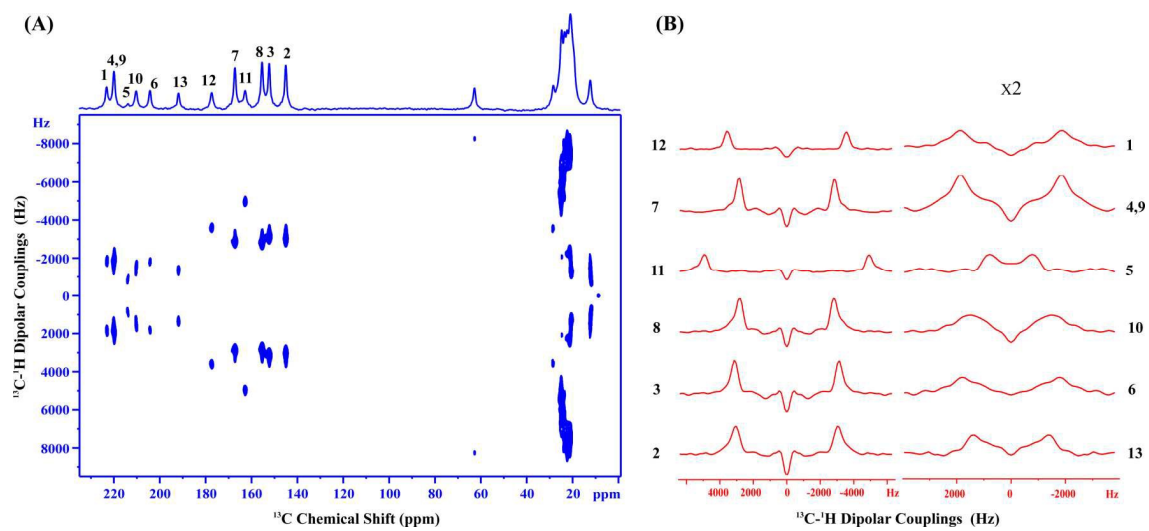 (A)
1
4,9
5
10
6
13
12
7
11
8
3
2
Hz
-8000
-6000
-4000
-2000
0
2000
4000
6000
8000
¹³C-¹H Dipolar Couplings (Hz)
220 200 180 160 140 120 100 80 60 40 20 ppm
¹³C Chemical Shift (ppm)
(B)
x2
12 1
7 4,9
11 5
8 10
3 6
2 13
4000 2000 0 -2000 -4000 Hz
2000 0 -2000 Hz
¹³C-¹H Dipolar Couplings (Hz)